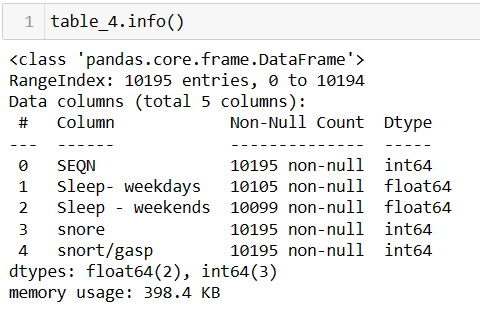 1 table_4.info()
<class 'pandas.core.frame.DataFrame'>
RangeIndex: 10195 entries, 0 to 10194
Data columns (total 5 columns):
 #   Column            Non-Null Count  Dtype
---  ------            --------------  -----
 0   SEQN              10195 non-null  int64
 1   Sleep- weekdays   10105 non-null  float64
 2   Sleep - weekends  10099 non-null  float64
 3   snore             10195 non-null  int64
 4   snort/gasp        10195 non-null  int64
dtypes: float64(2), int64(3)
memory usage: 398.4 KB